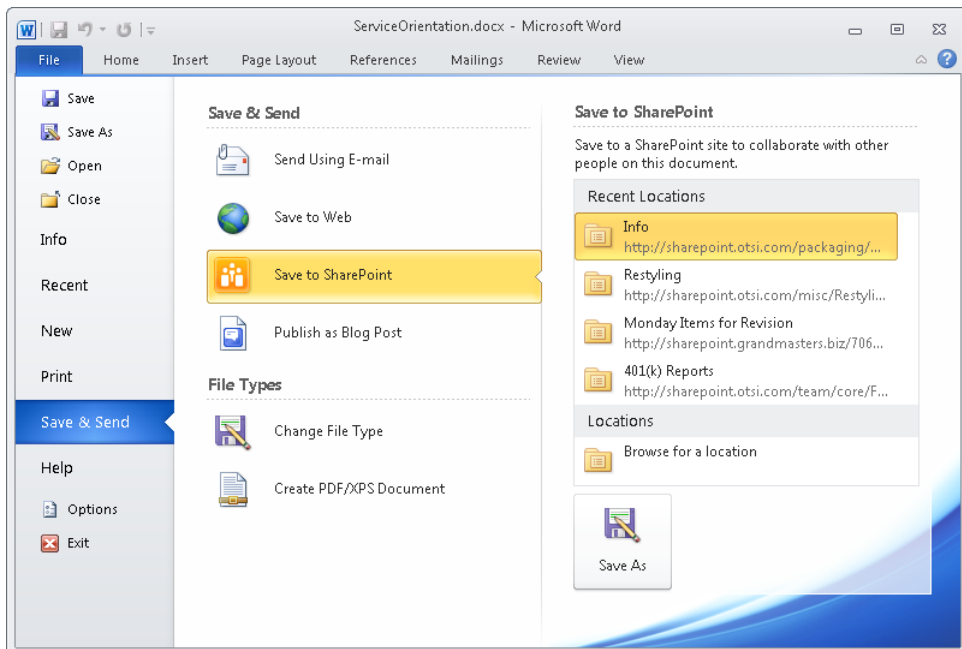 ServiceOrientation.docx - Microsoft Word
File Home Insert Page Layout References Mailings Review View
Save
Save As
Open
Close
Info
Recent
New
Print
Save & Send
Help
Options
Exit
Save & Send
Send Using E-mail
Save to Web
Save to SharePoint
Publish as Blog Post
File Types
Change File Type
Create PDF/XPS Document
Save to SharePoint
Save to a SharePoint site to collaborate with other
people on this document.
Recent Locations
Info
http://sharepoint.otsi.com/packaging/...
Restyling
http://sharepoint.otsi.com/misc/Restyli...
Monday Items for Revision
http://sharepoint.grandmasters.biz/706...
401(k) Reports
http://sharepoint.otsi.com/team/core/F...
Locations
Browse for a location
Save As